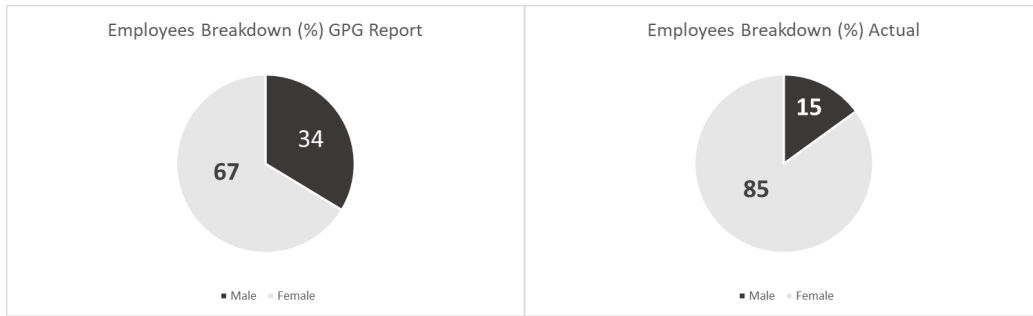 Employees Breakdown (%) GPG Report
34
67
Male Female
Employees Breakdown (%) Actual
15
85
Male Female